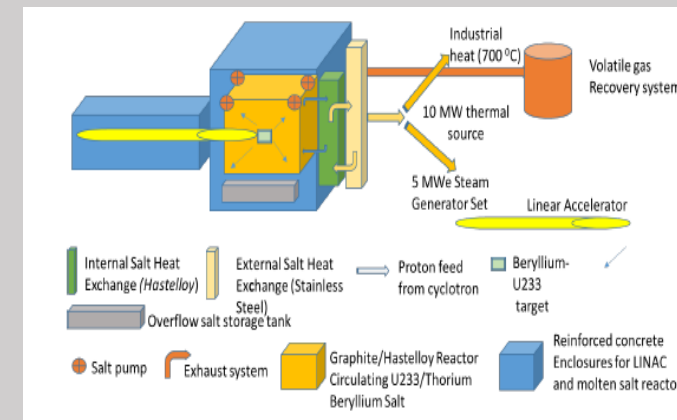 Industrial
heat (700 ⁰C)
Volatile gas
Recovery system
10 MW thermal
source
5 MWe Steam
Generator Set
Linear Accelerator
Internal Salt Heat
Exchange (Hastelloy)
External Salt Heat
Exchange (Stainless
Steel)
Proton feed
from cyclotron
Beryllium-
U233
target
Overflow salt storage tank
Salt pump
Exhaust system
Graphite/Hastelloy Reactor
Circulating U233/Thorium
Beryllium Salt
Reinforced concrete
Enclosures for LINAC
and molten salt reacto